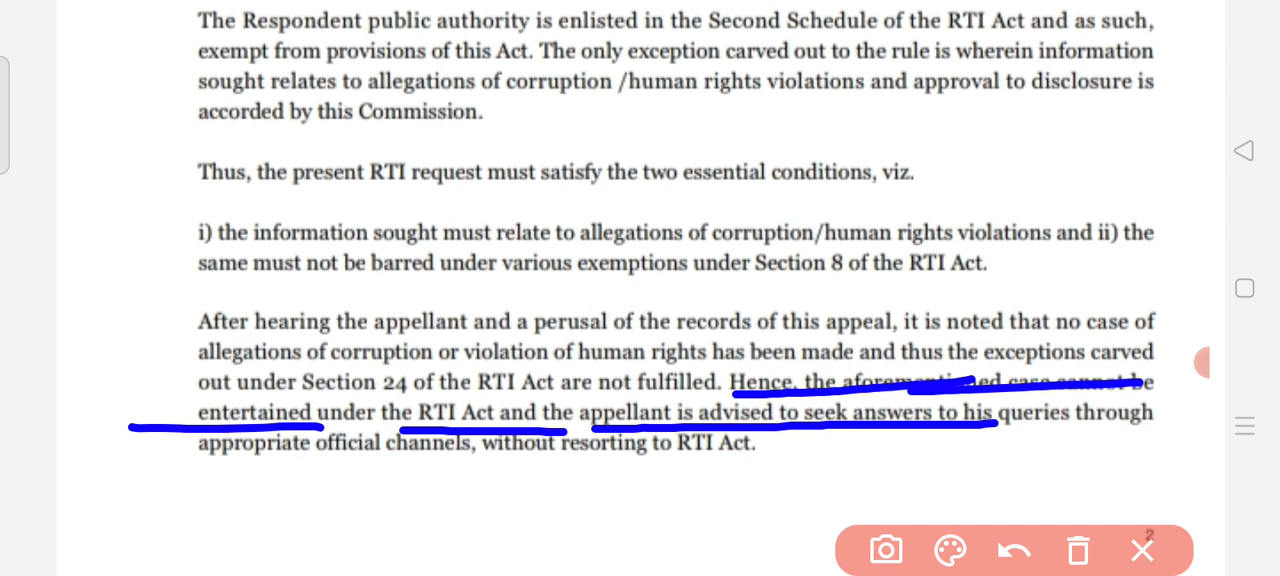 The Respondent public authority is enlisted in the Second Schedule of the RTI Act and as such,
exempt from provisions of this Act. The only exception carved out to the rule is wherein information
sought relates to allegations of corruption /human rights violations and approval to disclosure is
accorded by this Commission.
Thus, the present RTI request must satisfy the two essential conditions, viz.
i) the information sought must relate to allegations of corruption/human rights violations and ii) the
same must not be barred under various exemptions under Section 8 of the RTI Act.
After hearing the appellant and a perusal of the records of this appeal, it is noted that no case of
allegations of corruption or violation of human rights has been made and thus the exceptions carved
out under Section 24 of the RTI Act are not fulfilled. Hence, the aforementioned case cannot be
entertained under the RTI Act and the appellant is advised to seek answers to his queries through
appropriate official channels, without resorting to RTI Act.
2